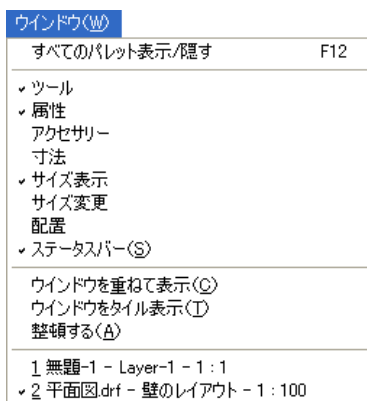 ウインドウ(W)
すべてのパレット表示/隠す F12
ツール
属性
アクセサリー
寸法
サイズ表示
サイズ変更
配置
ステータスバー(S)
ウインドウを重ねて表示(C)
ウインドウをタイル表示(T)
整頓する(A)
1 無題-1 - Layer-1 - 1 : 1
2 平面図.drf - 壁のレイアウト - 1 : 100